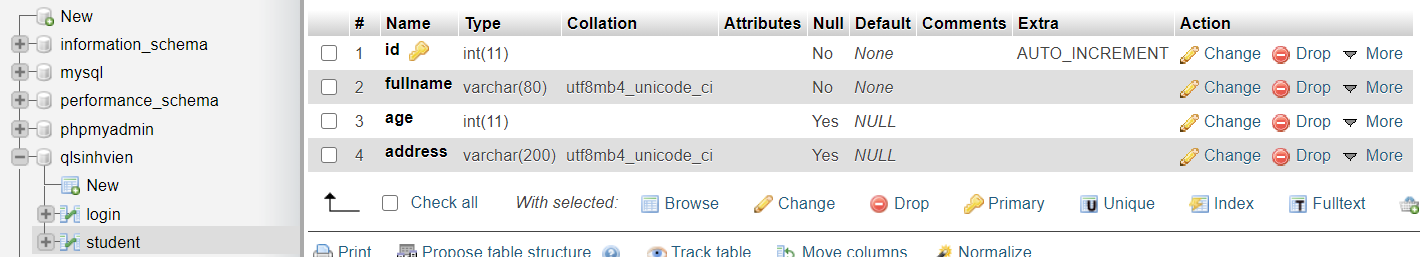 New
information_schema
mysql
performance_schema
phpmyadmin
qlsinhvien
New
login
student
# Name Type Collation Attributes Null Default Comments Extra Action
1 id int(11) No None AUTO_INCREMENT Change Drop More
2 fullname varchar(80) utf8mb4_unicode_ci No None Change Drop More
3 age int(11) Yes NULL Change Drop More
4 address varchar(200) utf8mb4_unicode_ci Yes NULL Change Drop More
Check all With selected: Browse Change Drop Primary Unique Index Fulltext
Print Propose table structure Track table Move columns Normalize